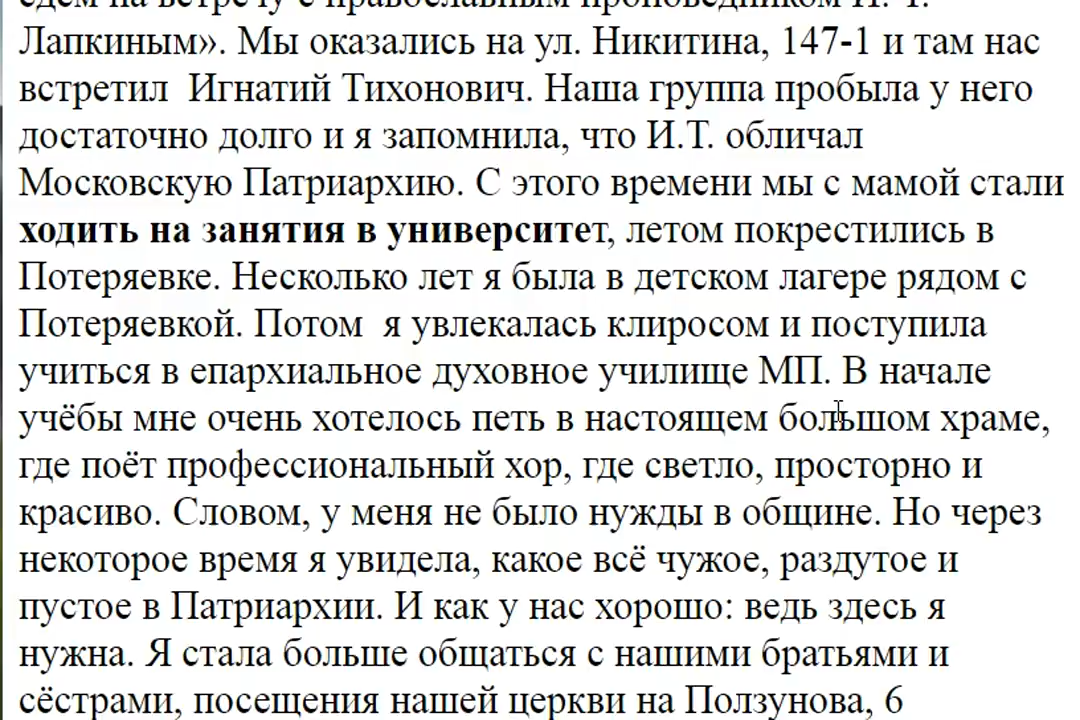 едем на встречу с православным проповедником И. Т.
Лапкиным». Мы оказались на ул. Никитина, 147-1 и там нас
встретил  Игнатий Тихонович. Наша группа пробыла у него
достаточно долго и я запомнила, что И.Т. обличал
Московскую Патриархию. С этого времени мы с мамой стали
ходить на занятия в университет, летом покрестились в
Потеряевке. Несколько лет я была в детском лагере рядом с
Потеряевкой. Потом  я увлекалась клиросом и поступила
учиться в епархиальное духовное училище МП. В начале
учёбы мне очень хотелось петь в настоящем большом храме,
где поёт профессиональный хор, где светло, просторно и
красиво. Словом, у меня не было нужды в общине. Но через
некоторое время я увидела, какое всё чужое, раздутое и
пустое в Патриархии. И как у нас хорошо: ведь здесь я
нужна. Я стала больше общаться с нашими братьями и
сёстрами, посещения нашей церкви на Ползунова, 6